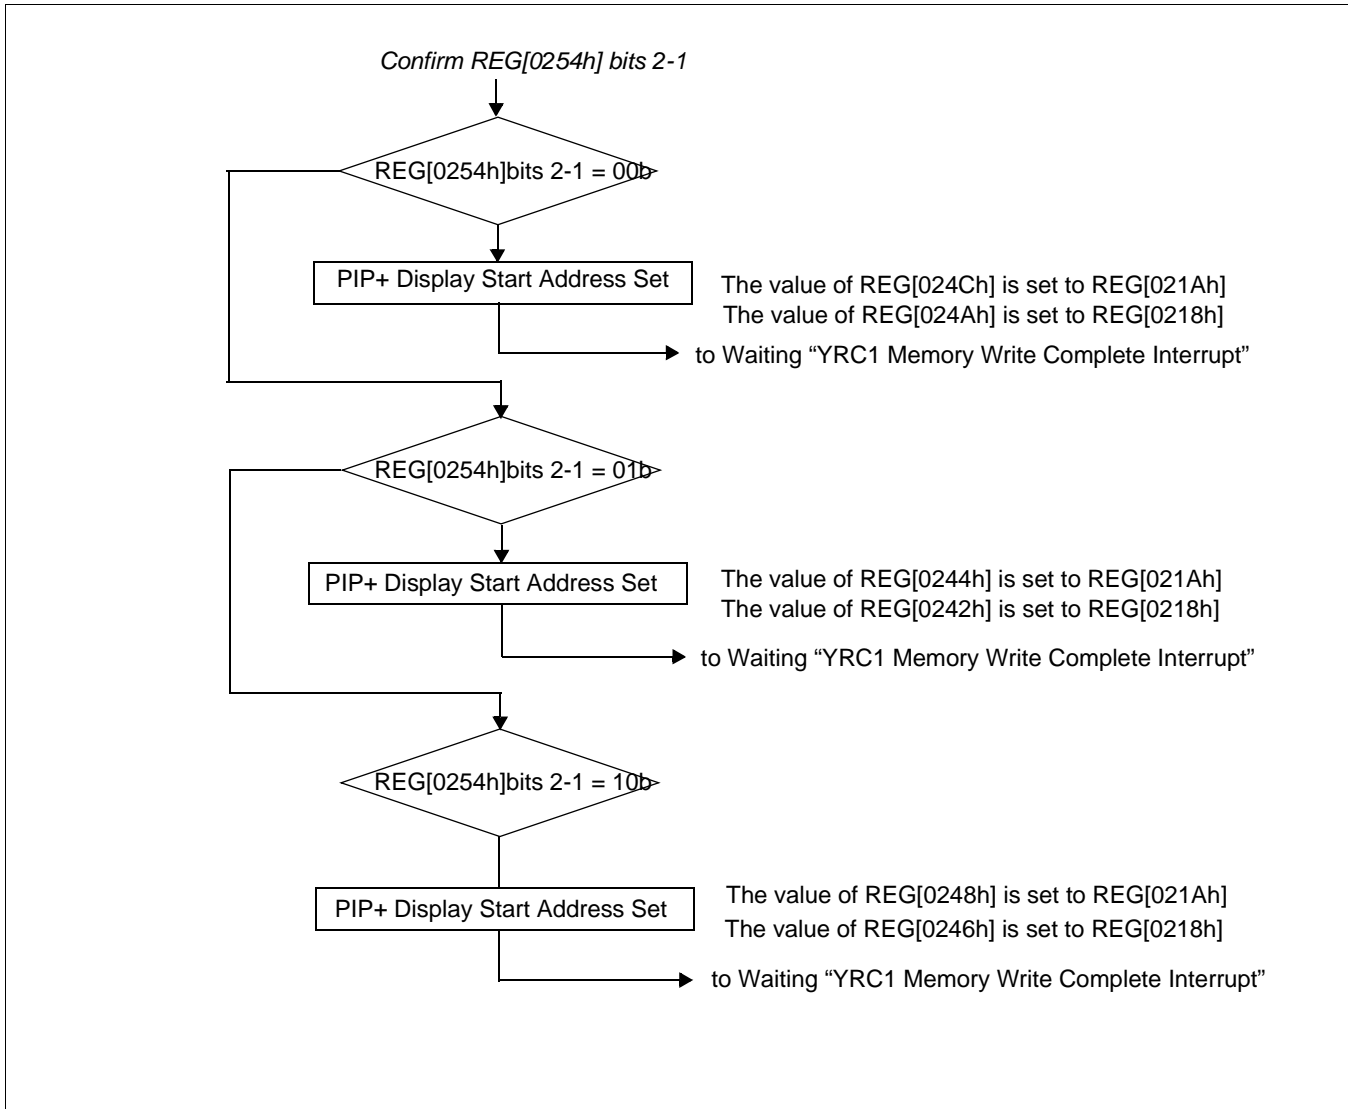 Confirm REG[0254h] bits 2-1
REG[0254h]bits 2-1 = 00b
PIP+ Display Start Address Set
The value of REG[024Ch] is set to REG[021Ah]
The value of REG[024Ah] is set to REG[0218h]
to Waiting “YRC1 Memory Write Complete Interrupt”
REG[0254h]bits 2-1 = 01b
PIP+ Display Start Address Set
The value of REG[0244h] is set to REG[021Ah]
The value of REG[0242h] is set to REG[0218h]
to Waiting “YRC1 Memory Write Complete Interrupt”
REG[0254h]bits 2-1 = 10b
PIP+ Display Start Address Set
The value of REG[0248h] is set to REG[021Ah]
The value of REG[0246h] is set to REG[0218h]
to Waiting “YRC1 Memory Write Complete Interrupt”